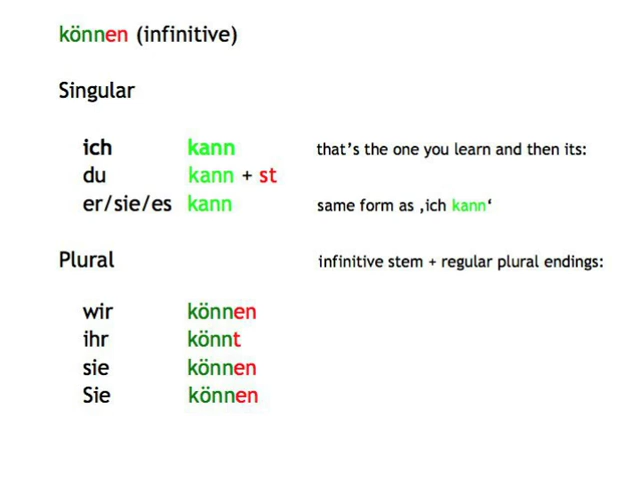 können (infinitive)
Singular
ich kann that's the one you learn and then its:
du kann + st
er/sie/es kann same form as ‚ich kann‘
Plural infinitive stem + regular plural endings:
wir können
ihr könnt
sie können
Sie können